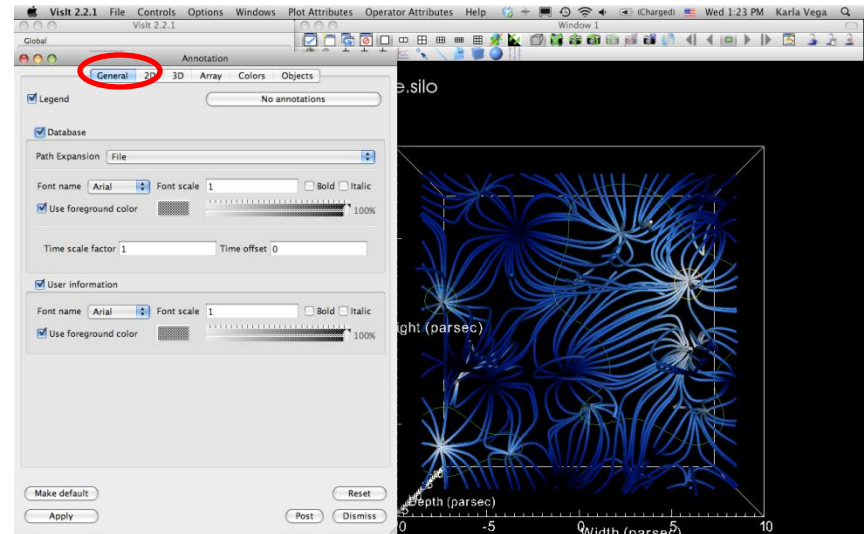 VisIt 2.2.1 File Controls Options Windows Plot Attributes Operator Attributes Help (Charged) Wed 1:23 PM Karla Vega
VisIt 2.2.1
Window 1
Global
Annotation
General 2D 3D Array Colors Objects
Legend No annotations
Database
Path Expansion File
Font name Arial Font scale 1 Bold Italic
Use foreground color 100%
Time scale factor 1 Time offset 0
User information
Font name Arial Font scale 1 Bold Italic
Use foreground color 100%
Make default Reset
Apply Post Dismiss
e.silo
ight (parsec)
Depth (parsec)
0 -5 0 5 10
Width (parsec)